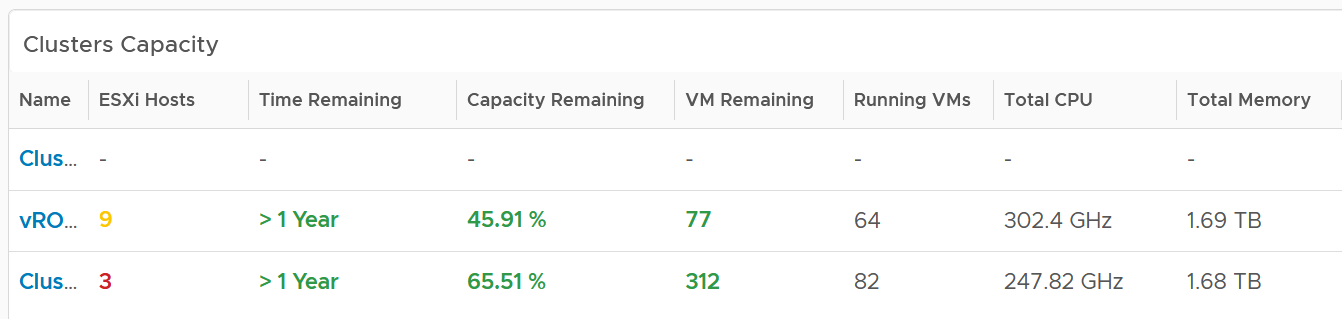 Clusters Capacity
Name ESXi Hosts Time Remaining Capacity Remaining VM Remaining Running VMs Total CPU Total Memory
Clus... - - - - - - -
vRO... 9 > 1 Year 45.91 % 77 64 302.4 GHz 1.69 TB
Clus... 3 > 1 Year 65.51 % 312 82 247.82 GHz 1.68 TB